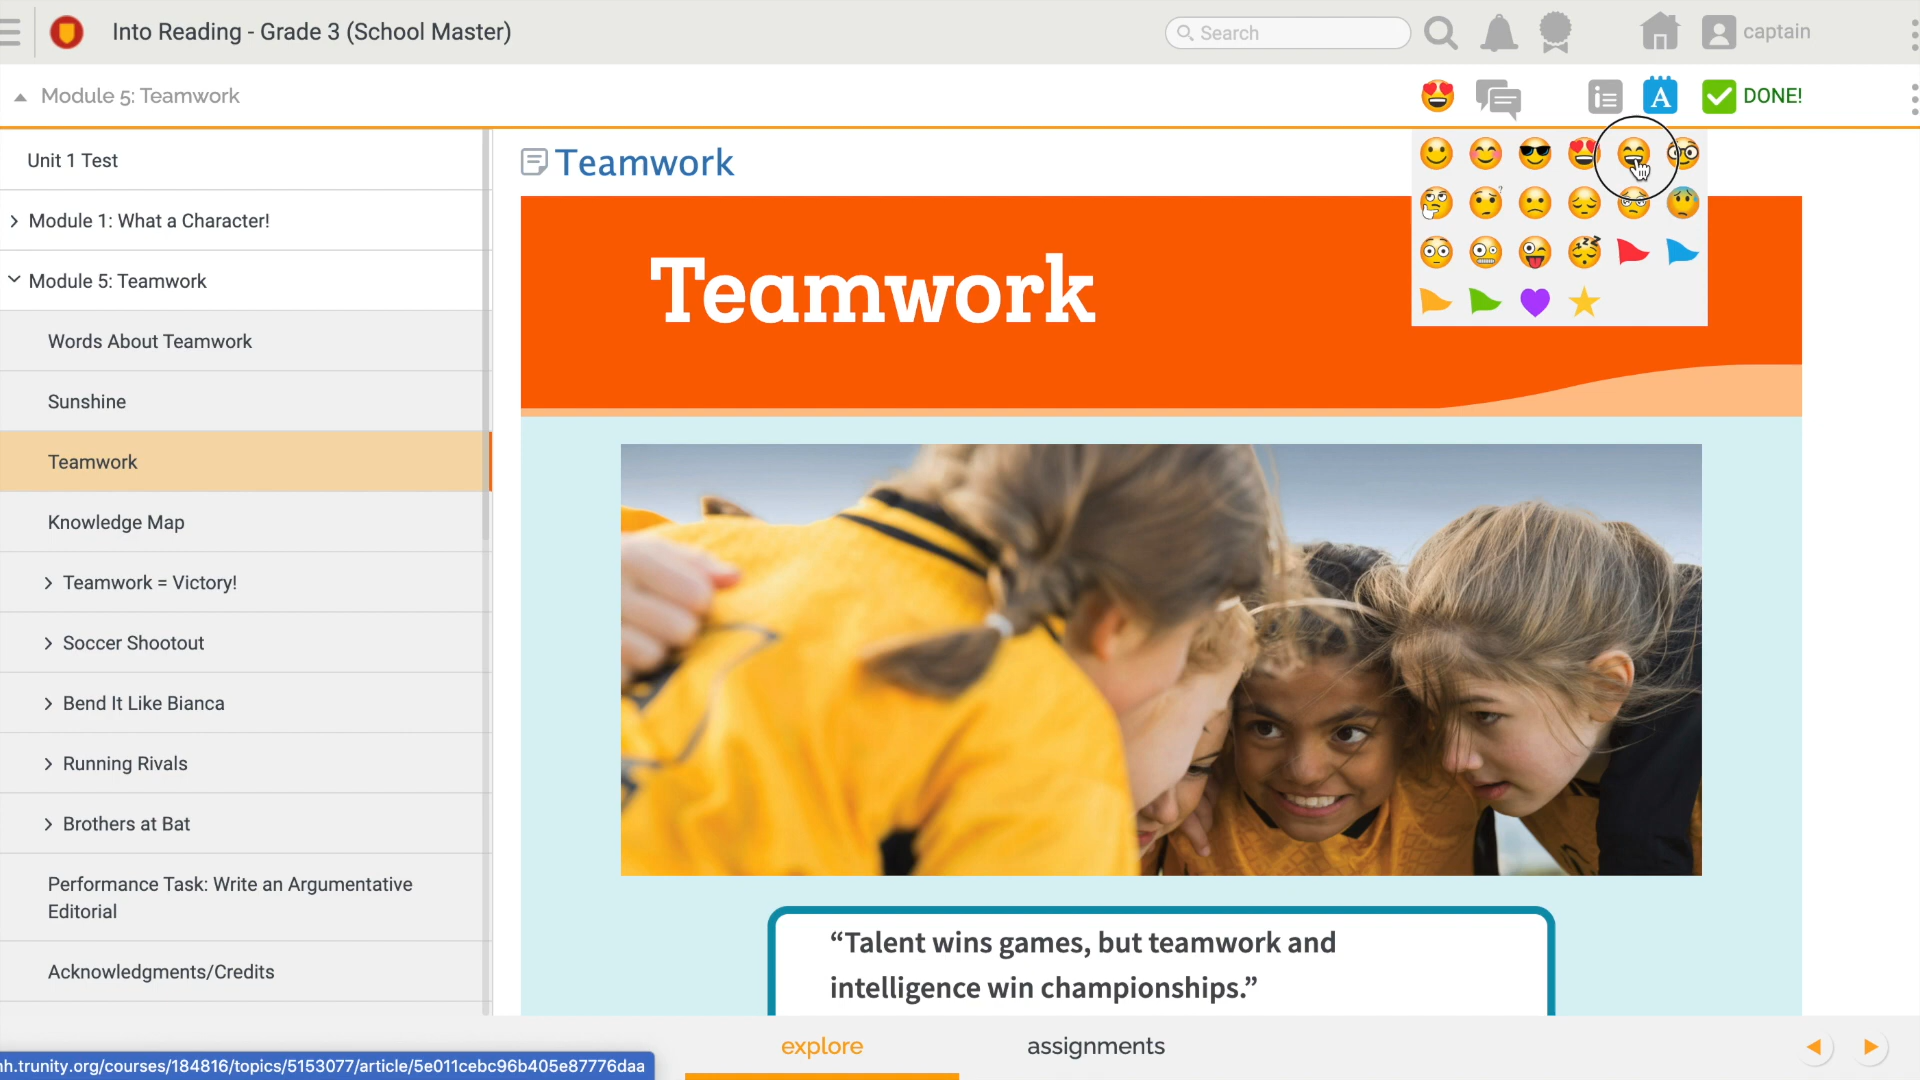 Into Reading - Grade 3 (School Master)
Search
captain
Module 5: Teamwork
A
DONE!
Unit 1 Test
Module 1: What a Character!
Module 5: Teamwork
Words About Teamwork
Sunshine
Teamwork
Knowledge Map
Teamwork = Victory!
Soccer Shootout
Bend It Like Bianca
Running Rivals
Brothers at Bat
Performance Task: Write an Argumentative
Editorial
Acknowledgments/Credits
Teamwork
Teamwork
“Talent wins games, but teamwork and
intelligence win championships.”
explore
assignments
nh.trunity.org/courses/184816/topics/5153077/article/5e011cebc96b405e87776daa